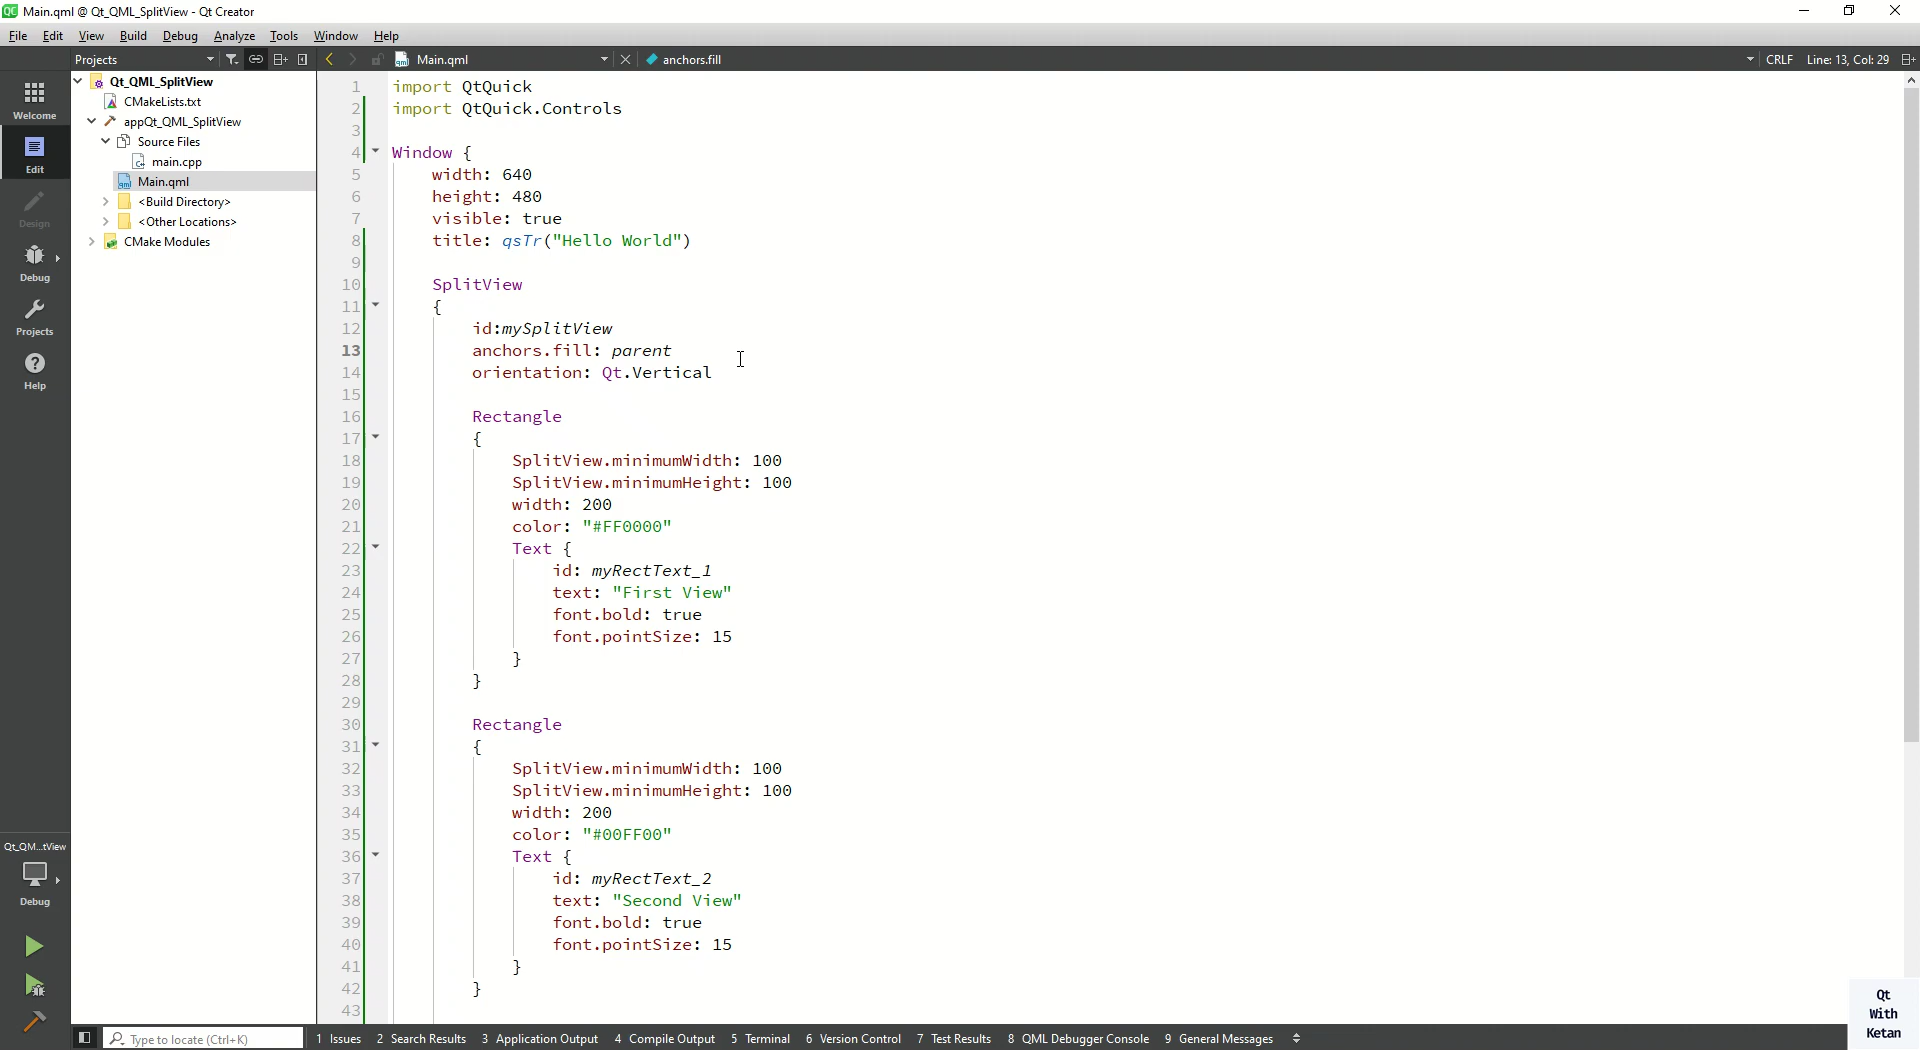 Main.qml @ Qt_QML_SplitView - Qt Creator
File Edit View Build Debug Analyze Tools Window Help
Projects Main.qml anchors.fill CRLF Line: 13, Col: 29
Welcome
Edit
Design
Debug
Projects
Help
Qt_QM...tView
Debug
Qt_QML_SplitView
CMakeLists.txt
appQt_QML_SplitView
Source Files
main.cpp
Main.qml
<Build Directory>
<Other Locations>
CMake Modules
1 import QtQuick
2 import QtQuick.Controls
3
4 Window {
5 width: 640
6 height: 480
7 visible: true
8 title: qsTr("Hello World")
9
10 SplitView
11 {
12 id:mySplitView
13 anchors.fill: parent
14 orientation: Qt.Vertical
15
16 Rectangle
17 {
18 SplitView.minimumWidth: 100
19 SplitView.minimumHeight: 100
20 width: 200
21 color: "#FF0000"
22 Text {
23 id: myRectText_1
24 text: "First View"
25 font.bold: true
26 font.pointSize: 15
27 }
28 }
29
30 Rectangle
31 {
32 SplitView.minimumWidth: 100
33 SplitView.minimumHeight: 100
34 width: 200
35 color: "#00FF00"
36 Text {
37 id: myRectText_2
38 text: "Second View"
39 font.bold: true
40 font.pointSize: 15
41 }
42 }
43
Type to locate (Ctrl+K) 1 Issues 2 Search Results 3 Application Output 4 Compile Output 5 Terminal 6 Version Control 7 Test Results 8 QML Debugger Console 9 General Messages
Qt
With
Ketan